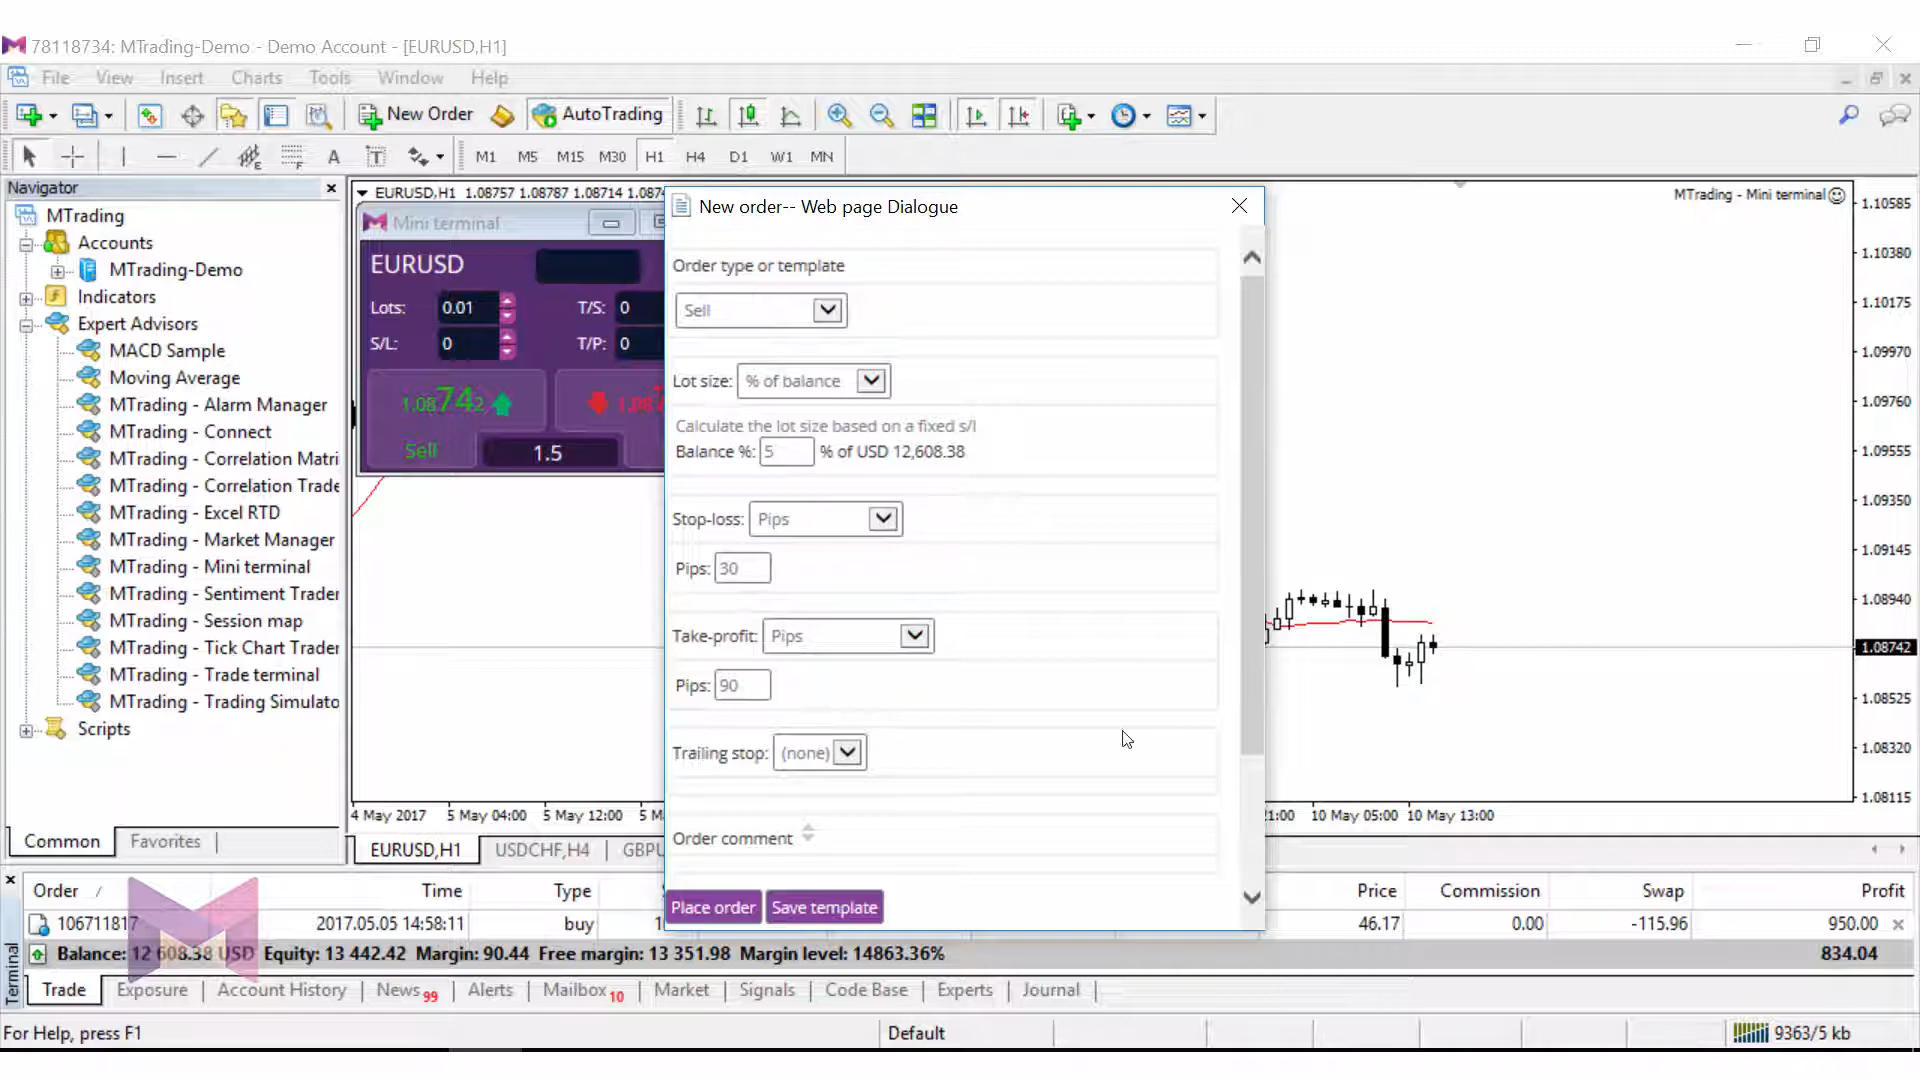 78118734: MTrading-Demo - Demo Account - [EURUSD,H1]
File View Insert Charts Tools Window Help
New Order AutoTrading
A T M1 M5 M15 M30 H1 H4 D1 W1 MN
Navigator
MTrading
Accounts
MTrading-Demo
Indicators
Expert Advisors
MACD Sample
Moving Average
MTrading - Alarm Manager
MTrading - Connect
MTrading - Correlation Matri
MTrading - Correlation Trade
MTrading - Excel RTD
MTrading - Market Manager
MTrading - Mini terminal
MTrading - Sentiment Trader
MTrading - Session map
MTrading - Tick Chart Trader
MTrading - Trade terminal
MTrading - Trading Simulato
Scripts
Common Favorites
EURUSD,H1 1.08757 1.08787 1.08714 1.0874
Mini terminal
EURUSD
Lots: 0.01 T/S: 0
S/L: 0 T/P: 0
1.08742
Sell 1.5
New order-- Web page Dialogue
Order type or template
Sell
Lot size: % of balance
Calculate the lot size based on a fixed s/l
Balance %: 5 % of USD 12,608.38
Stop-loss: Pips
Pips: 30
Take-profit: Pips
Pips: 90
Trailing stop: (none)
Order comment
Place order Save template
MTrading - Mini terminal
1.10585
1.10380
1.10175
1.09970
1.09760
1.09555
1.09350
1.09145
1.08940
1.08742
1.08525
1.08320
1.08115
4 May 2017 5 May 04:00 5 May 12:00 5 M 10 May 05:00 10 May 13:00
EURUSD,H1 USDCHF,H4 GBPU
Order / Time Type Price Commission Swap Profit
106711817 2017.05.05 14:58:11 buy 46.17 0.00 -115.96 950.00
Balance: 12 608.38 USD Equity: 13 442.42 Margin: 90.44 Free margin: 13 351.98 Margin level: 14863.36% 834.04
Terminal
Trade Exposure Account History News 99 Alerts Mailbox 10 Market Signals Code Base Experts Journal
For Help, press F1 Default 9363/5 kb